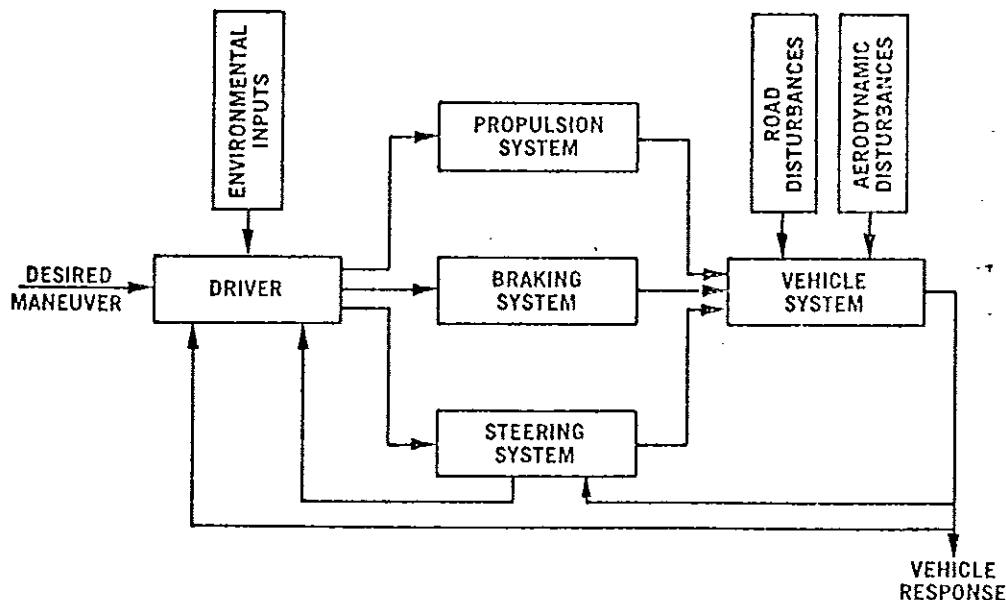 ENVIRONMENTAL
INPUTS
ROAD
DISTURBANCES
AERODYNAMIC
DISTURBANCES
PROPULSION
SYSTEM
DESIRED
MANEUVER
DRIVER
BRAKING
SYSTEM
VEHICLE
SYSTEM
STEERING
SYSTEM
VEHICLE
RESPONSE